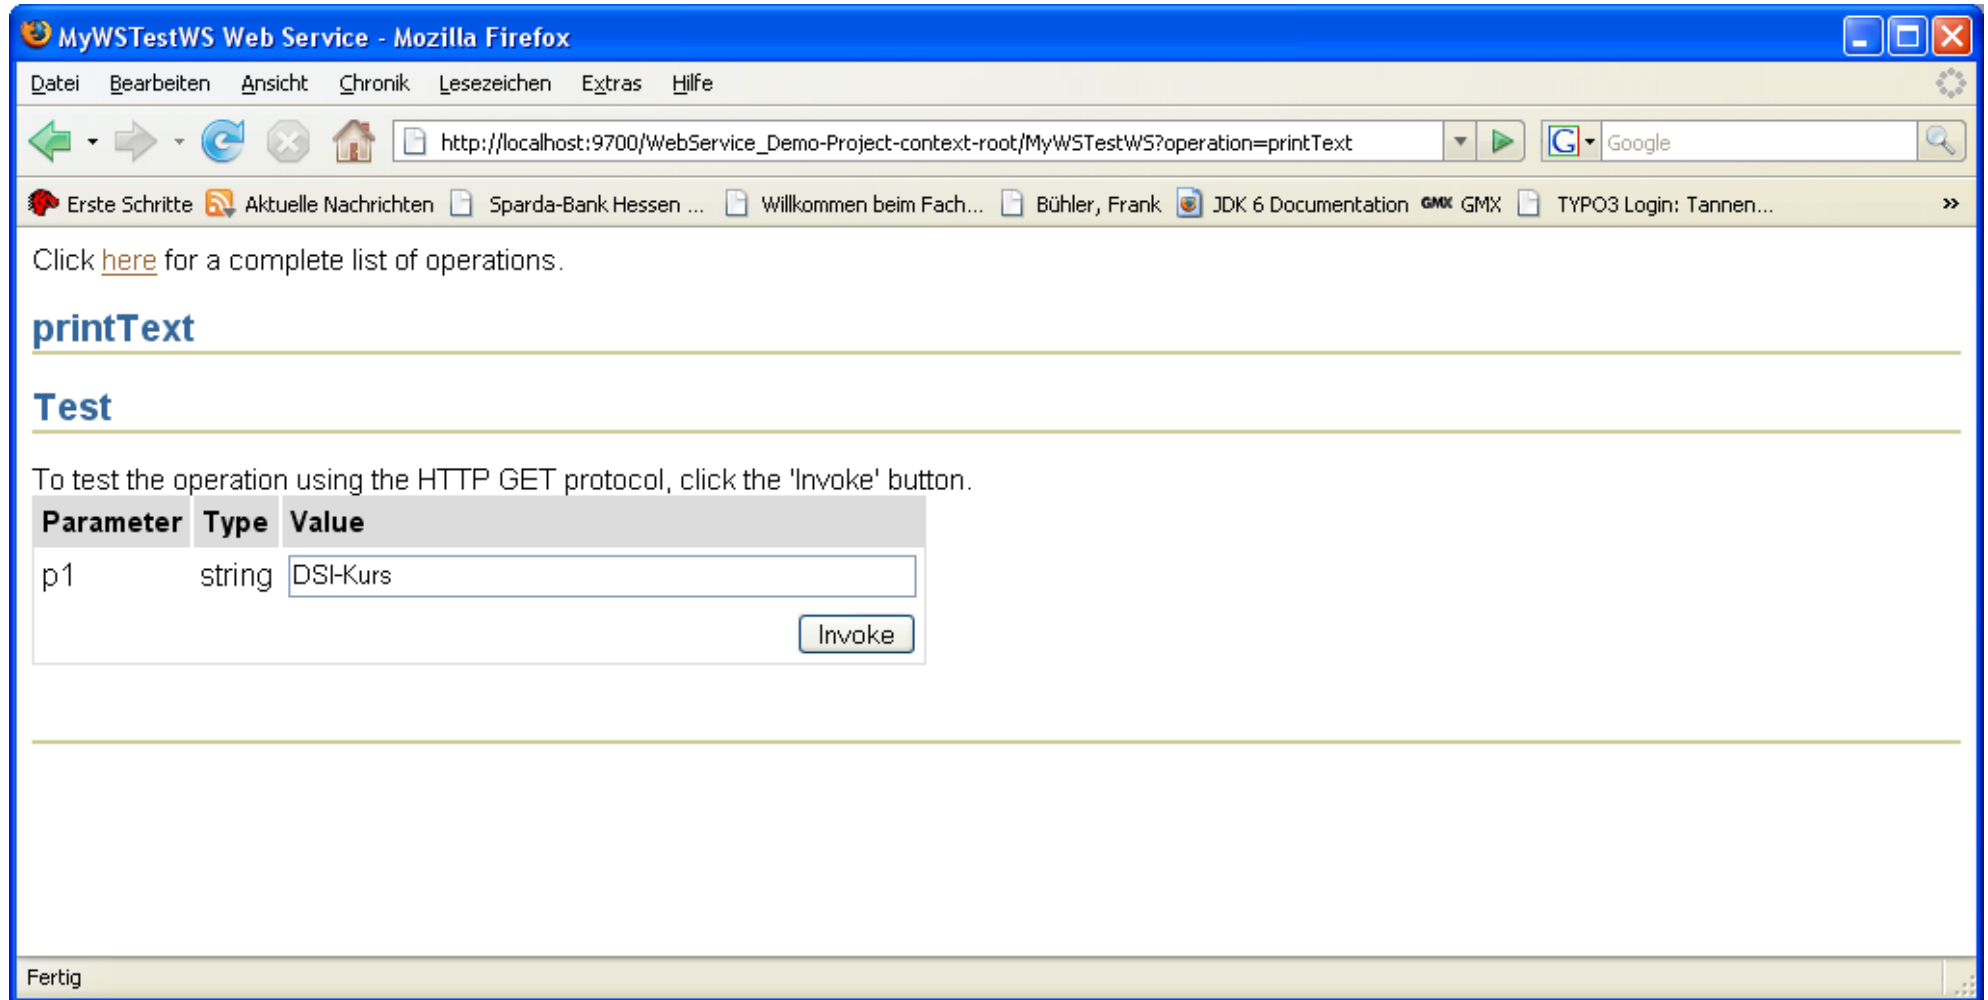 MyWSTestWS Web Service - Mozilla Firefox
Datei Bearbeiten Ansicht Chronik Lesezeichen Extras Hilfe
http://localhost:9700/WebService_Demo-Project-context-root/MyWSTestWS?operation=printText G Google
Erste Schritte Aktuelle Nachrichten Sparda-Bank Hessen ... Willkommen beim Fach... Bühler, Frank JDK 6 Documentation GMX GMX TYPO3 Login: Tannen... »
Click here for a complete list of operations.
printText
Test
To test the operation using the HTTP GET protocol, click the 'Invoke' button.
Parameter Type Value
p1 string DSI-Kurs
Invoke
Fertig